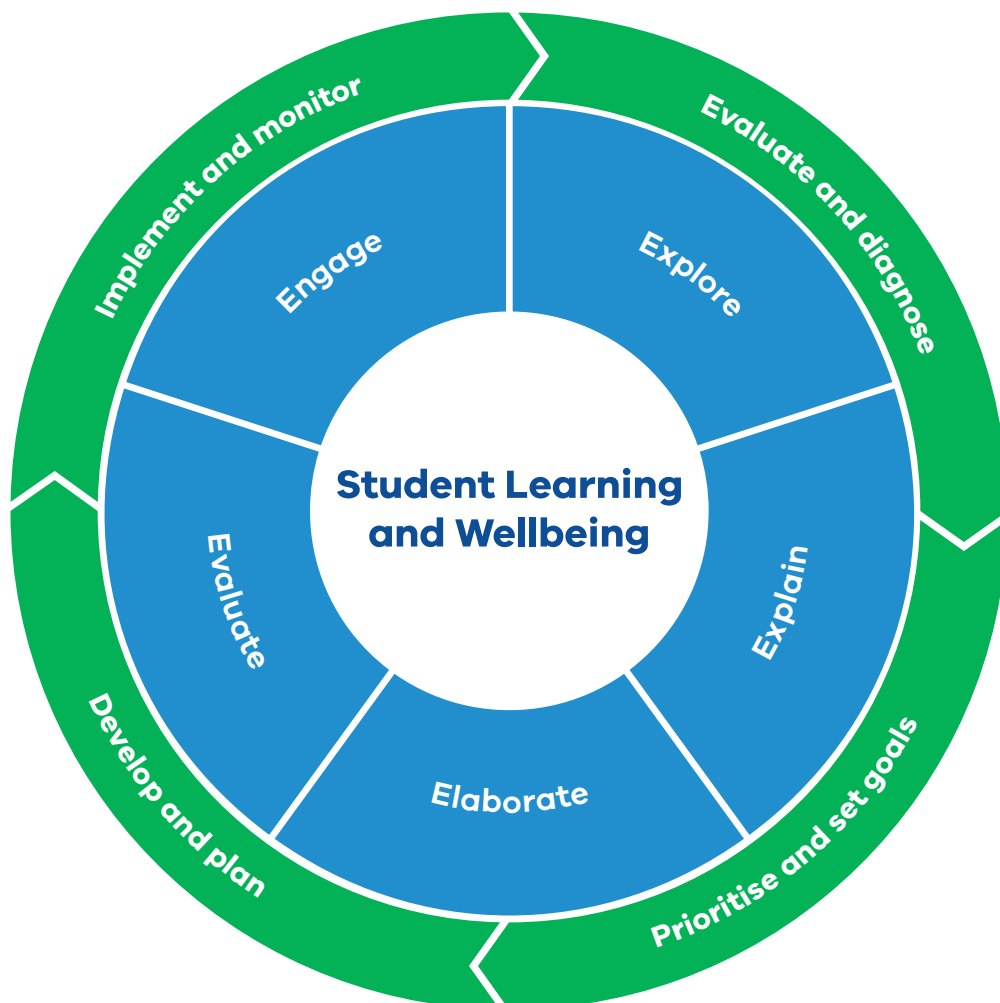 Implement and monitor
Evaluate and diagnose
Engage
Explore
Student Learning
and Wellbeing
Evaluate
Explain
Elaborate
Develop and plan
Prioritise and set goals